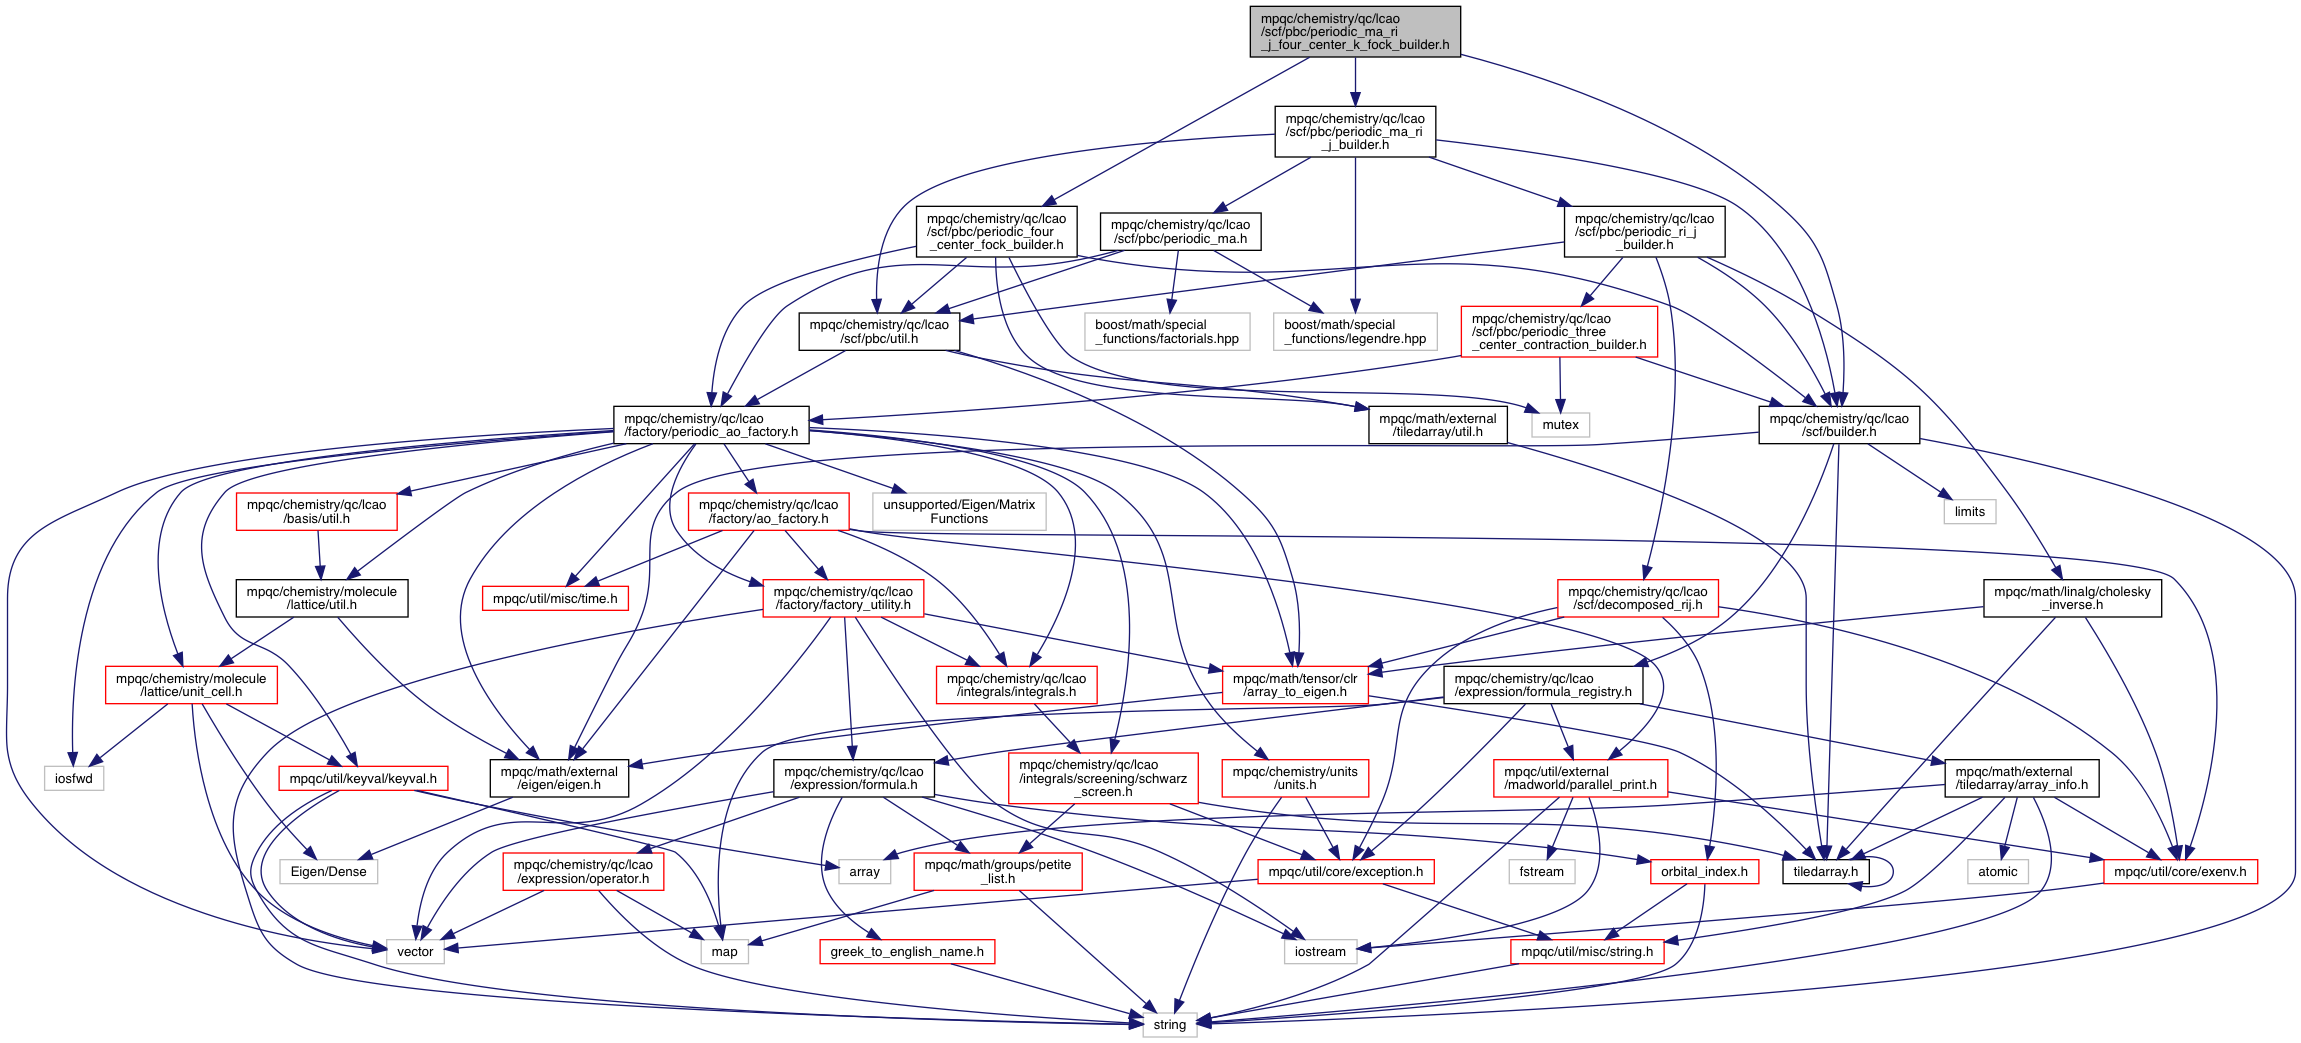 mpqc/chemistry/qc/lcao
/scf/pbc/periodic_ma_ri
_j_four_center_k_fock_builder.h
mpqc/chemistry/qc/lcao
/scf/pbc/periodic_ma_ri
_j_builder.h
mpqc/chemistry/qc/lcao
/scf/pbc/periodic_four
_center_fock_builder.h
mpqc/chemistry/qc/lcao
/scf/pbc/periodic_ma.h
mpqc/chemistry/qc/lcao
/scf/pbc/periodic_ri_j
_builder.h
mpqc/chemistry/qc/lcao
/scf/pbc/util.h
boost/math/special
_functions/factorials.hpp
boost/math/special
_functions/legendre.hpp
mpqc/chemistry/qc/lcao
/scf/pbc/periodic_three
_center_contraction_builder.h
mpqc/chemistry/qc/lcao
/factory/periodic_ao_factory.h
mpqc/math/external
/tiledarray/util.h
mutex
mpqc/chemistry/qc/lcao
/scf/builder.h
mpqc/chemistry/qc/lcao
/basis/util.h
mpqc/chemistry/qc/lcao
/factory/ao_factory.h
unsupported/Eigen/Matrix
Functions
limits
mpqc/chemistry/molecule
/lattice/util.h
mpqc/util/misc/time.h
mpqc/chemistry/qc/lcao
/factory/factory_utility.h
mpqc/chemistry/qc/lcao
/scf/decomposed_rij.h
mpqc/math/linalg/cholesky
_inverse.h
mpqc/chemistry/molecule
/lattice/unit_cell.h
mpqc/chemistry/qc/lcao
/integrals/integrals.h
mpqc/math/tensor/clr
/array_to_eigen.h
mpqc/chemistry/qc/lcao
/expression/formula_registry.h
iosfwd
mpqc/util/keyval/keyval.h
mpqc/math/external
/eigen/eigen.h
mpqc/chemistry/qc/lcao
/expression/formula.h
mpqc/chemistry/qc/lcao
/integrals/screening/schwarz
_screen.h
mpqc/chemistry/units
/units.h
mpqc/util/external
/madworld/parallel_print.h
mpqc/math/external
/tiledarray/array_info.h
Eigen/Dense
mpqc/chemistry/qc/lcao
/expression/operator.h
array
mpqc/math/groups/petite
_list.h
mpqc/util/core/exception.h
fstream
orbital_index.h
tiledarray.h
atomic
mpqc/util/core/exenv.h
vector
map
greek_to_english_name.h
iostream
mpqc/util/misc/string.h
string